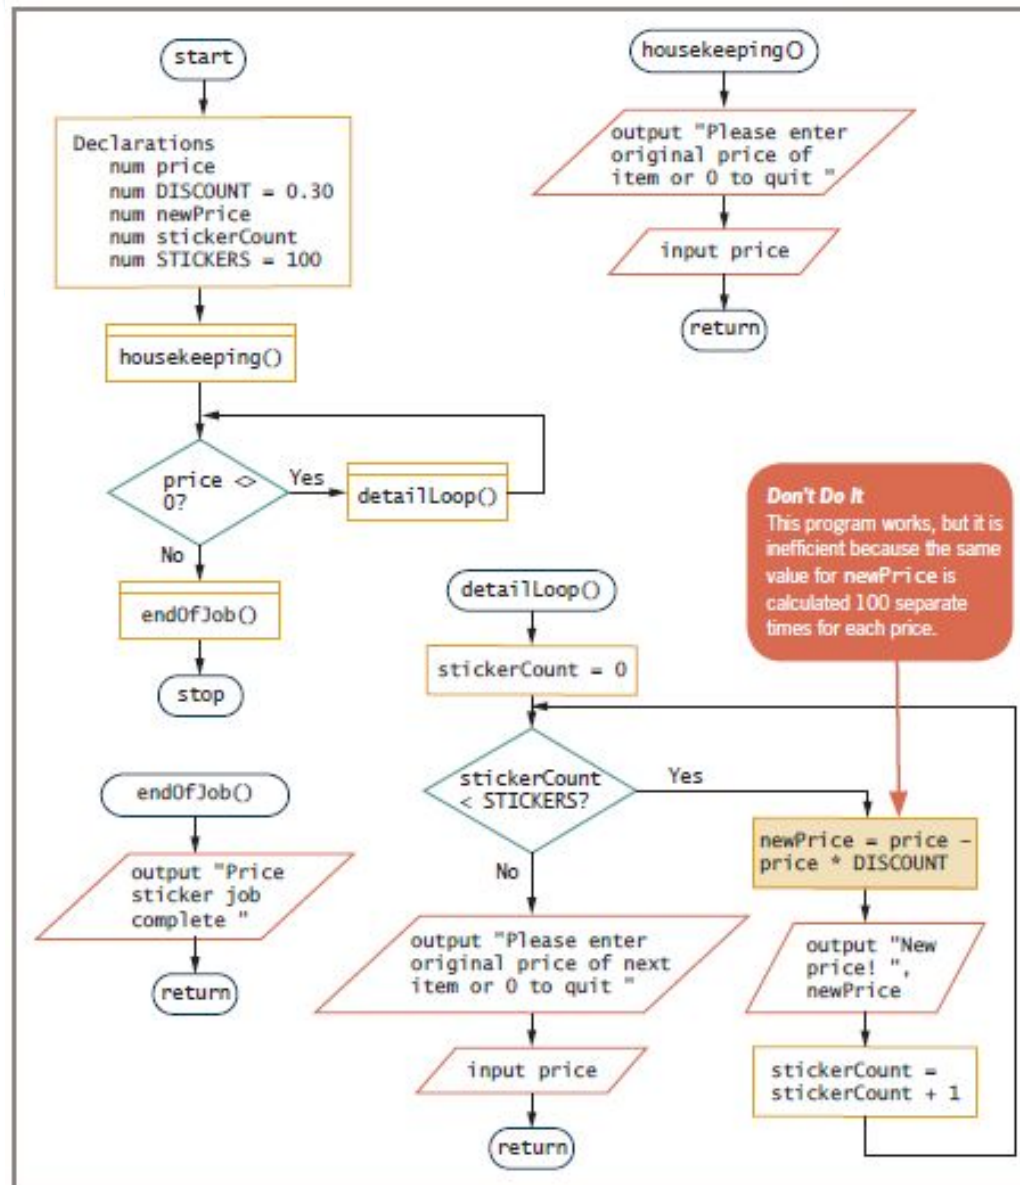 start
Declarations
num price
num DISCOUNT = 0.30
num newPrice
num stickerCount
num STICKERS = 100
housekeeping()
price <>
0?
Yes
detailLoop()
No
endOfJob()
stop
housekeeping()
output "Please enter
original price of
item or 0 to quit "
input price
return
endOfJob()
output "Price
sticker job
complete "
return
detailLoop()
stickerCount = 0
stickerCount
< STICKERS?
Yes
No
output "Please enter
original price of next
item or 0 to quit "
input price
return
Don't Do It
This program works, but it is
inefficient because the same
value for newPrice is
calculated 100 separate
times for each price.
newPrice = price –
price * DISCOUNT
output "New
price! ",
newPrice
stickerCount =
stickerCount + 1